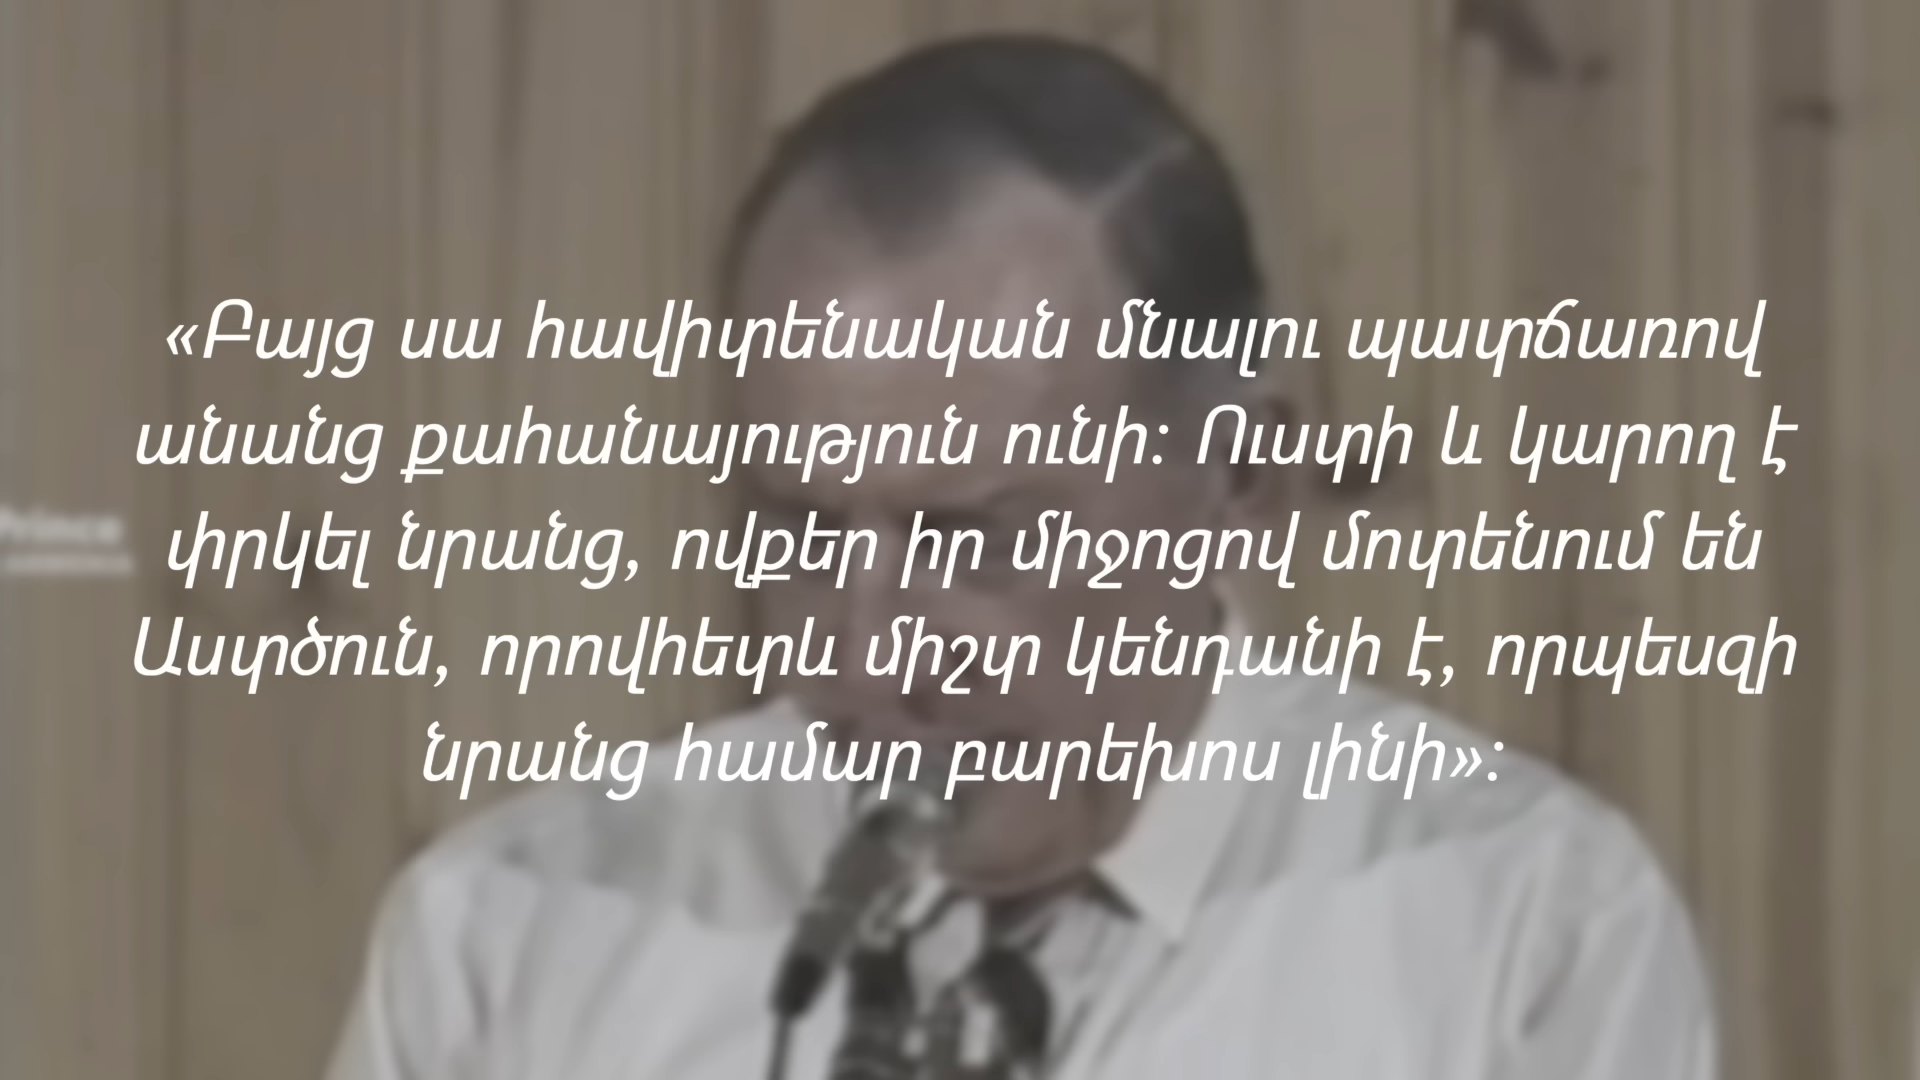 «Բայց սա հավիտենական մնալու պատճառով
անանց քահանայություն ունի: Ուստի և կարող է
փրկել նրանց, ովքեր իր միջոցով մոտենում են
Աստծուն, որովհետև միշտ կենդանի է, որպեսզի
նրանց համար բարեխոս լինի»:
Prince